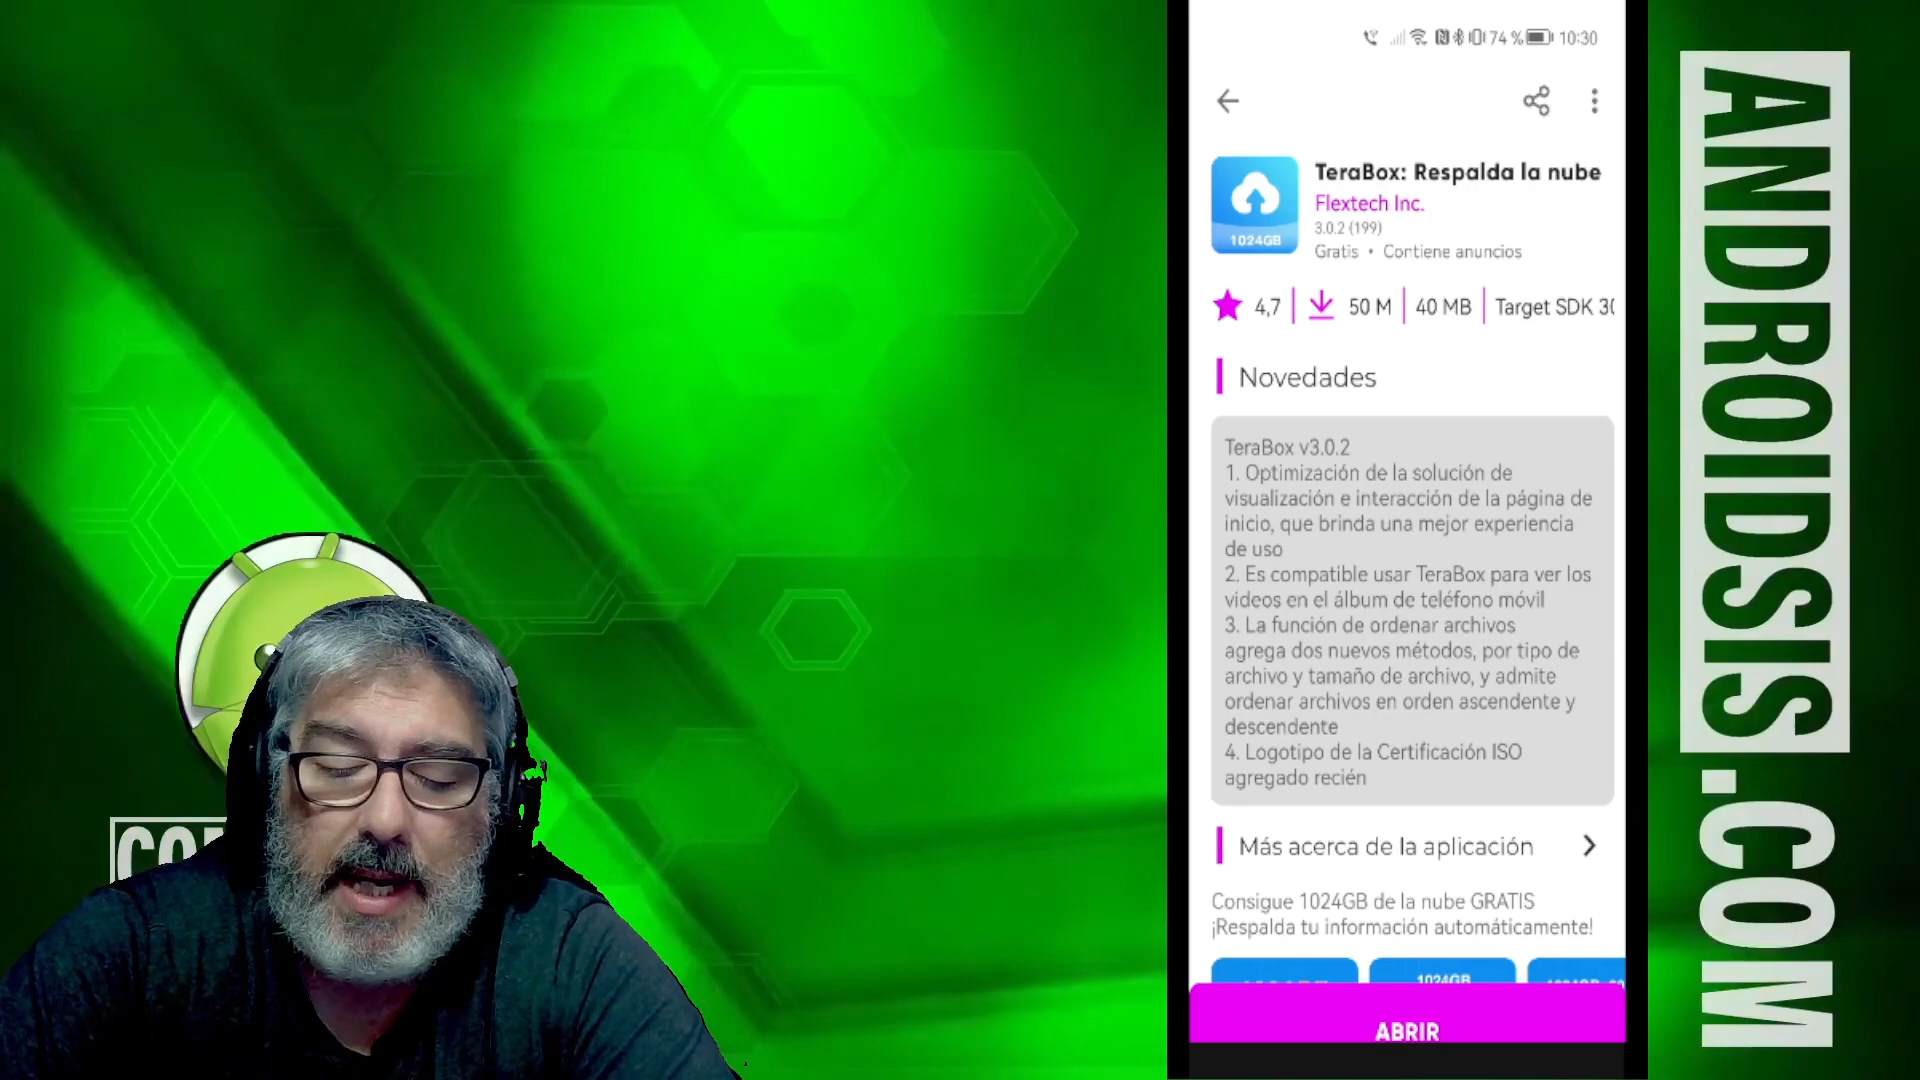 74 % 10:30
TeraBox: Respalda la nube
Flextech Inc.
3.0.2 (199)
1024GB
Gratis • Contiene anuncios
4,7 50 M 40 MB Target SDK 30
Novedades
TeraBox v3.0.2
1. Optimización de la solución de
visualización e interacción de la página de
inicio, que brinda una mejor experiencia
de uso
2. Es compatible usar TeraBox para ver los
videos en el álbum de teléfono móvil
3. La función de ordenar archivos
agrega dos nuevos métodos, por tipo de
archivo y tamaño de archivo, y admite
ordenar archivos en orden ascendente y
descendente
4. Logotipo de la Certificación ISO
agregado recién
Más acerca de la aplicación
Consigue 1024GB de la nube GRATIS
¡Respalda tu información automáticamente!
1024GB
ABRIR
ANDROIDSIS.COM